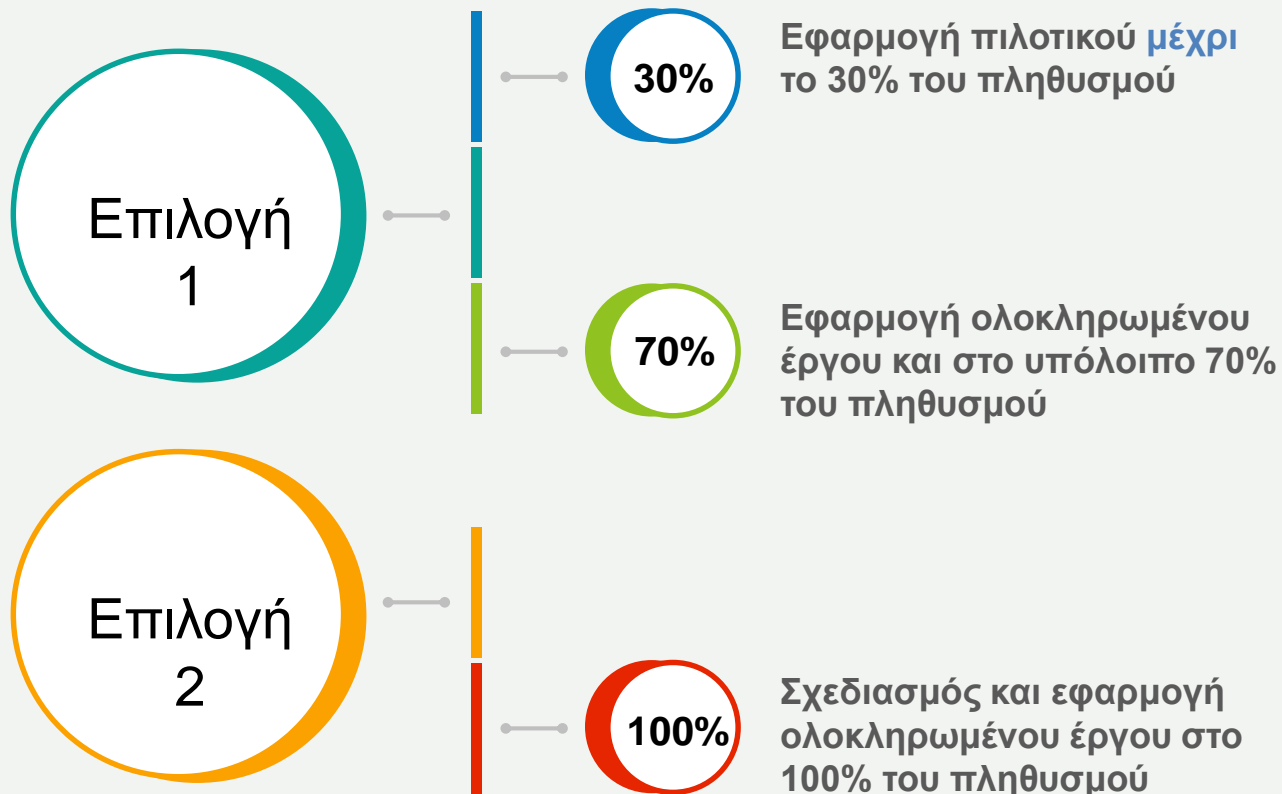 Επιλογή
1
30%
Εφαρμογή πιλοτικού μέχρι
το 30% του πληθυσμού
70%
Εφαρμογή ολοκληρωμένου
έργου και στο υπόλοιπο 70%
του πληθυσμού
Επιλογή
2
100%
Σχεδιασμός και εφαρμογή
ολοκληρωμένου έργου στο
100% του πληθυσμού